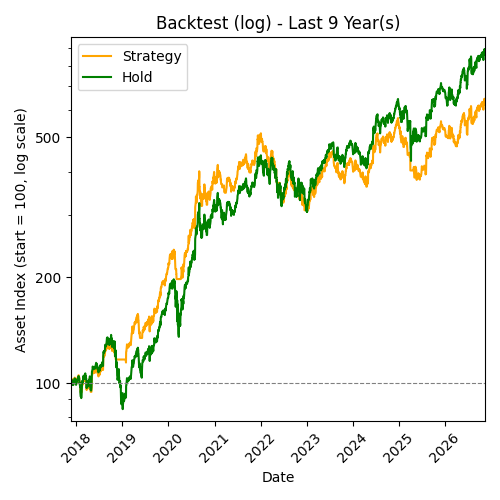 Backtest (log) - Last 9 Year(s)
Strategy
Hold
Asset Index (start = 100, log scale)
500
200
100
2018
2019
2020
2021
2022
2023
2024
2025
2026
Date